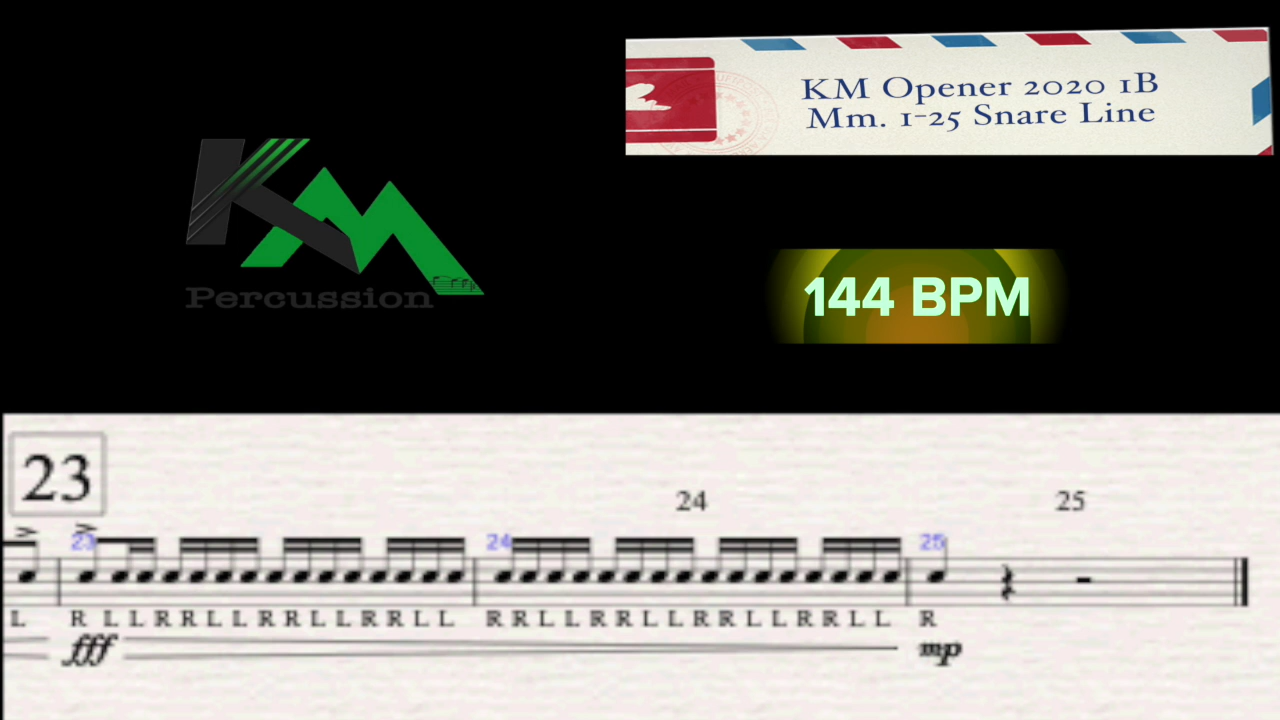 KM Opener 2020 1B
Mm. 1-25 Snare Line
KM
Percussion
144 BPM
23
24
25
23
24
25
L R L L R R L L R R L L R R L L R R L L R R L L R R L L R R L L R
fff
mp